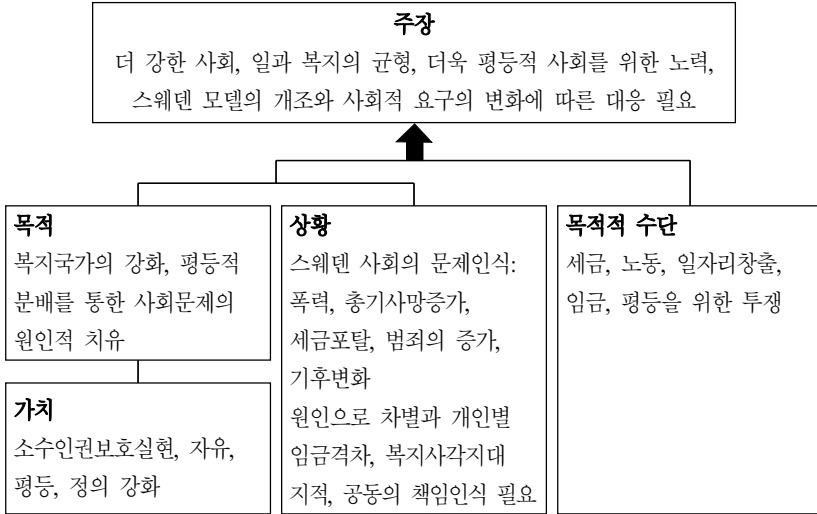 주장
더 강한 사회, 일과 복지의 균형, 더욱 평등적 사회를 위한 노력,
스웨덴 모델의 개조와 사회적 요구의 변화에 따른 대응 필요
목적
복지국가의 강화, 평등적
분배를 통한 사회문제의
원인적 치유
가치
소수인권보호실현, 자유,
평등, 정의 강화
상황
스웨덴 사회의 문제인식:
폭력, 총기사망증가,
세금포탈, 범죄의 증가,
기후변화
원인으로 차별과 개인별
임금격차, 복지사각지대
지적, 공동의 책임인식 필요
목적적 수단
세금, 노동, 일자리창출,
임금, 평등을 위한 투쟁